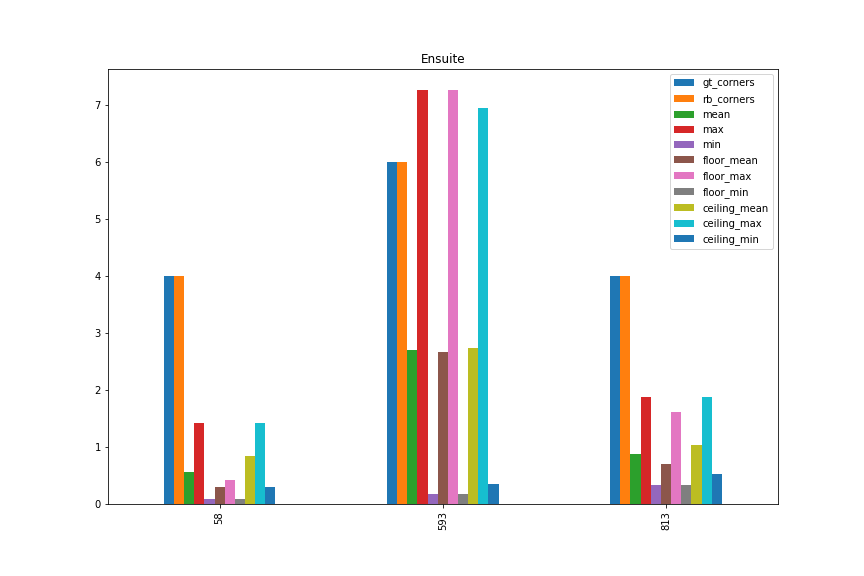 Ensuite
gt_corners
rb_corners
mean
max
min
floor_mean
floor_max
floor_min
ceiling_mean
ceiling_max
ceiling_min
7
6
5
4
3
2
1
0
58
593
813